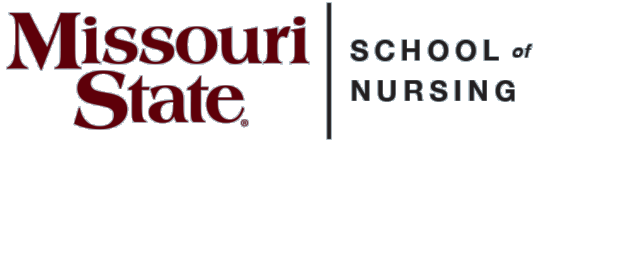 Missouri
State®
SCHOOL of
NURSING